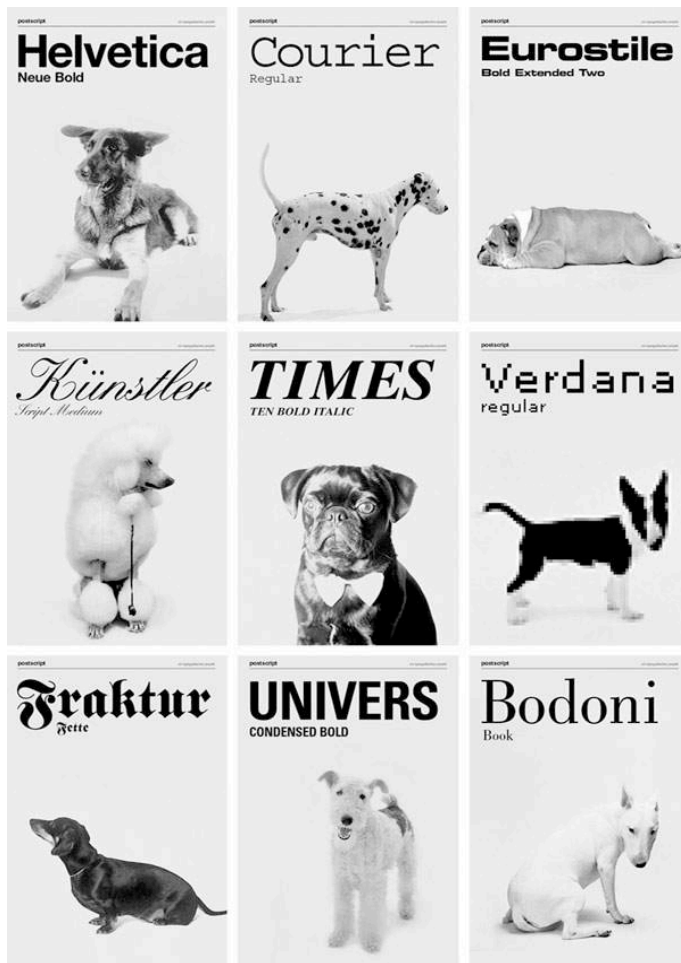 postscript
Helvetica
Neue Bold
postscript
Courier
Regular
postscript
Eurostile
Bold Extended Two
postscript
Künstler
Script Medium
postscript
TIMES
TEN BOLD ITALIC
postscript
Verdana
regular
postscript
Fraktur
Fette
postscript
UNIVERS
CONDENSED BOLD
postscript
Bodoni
Book